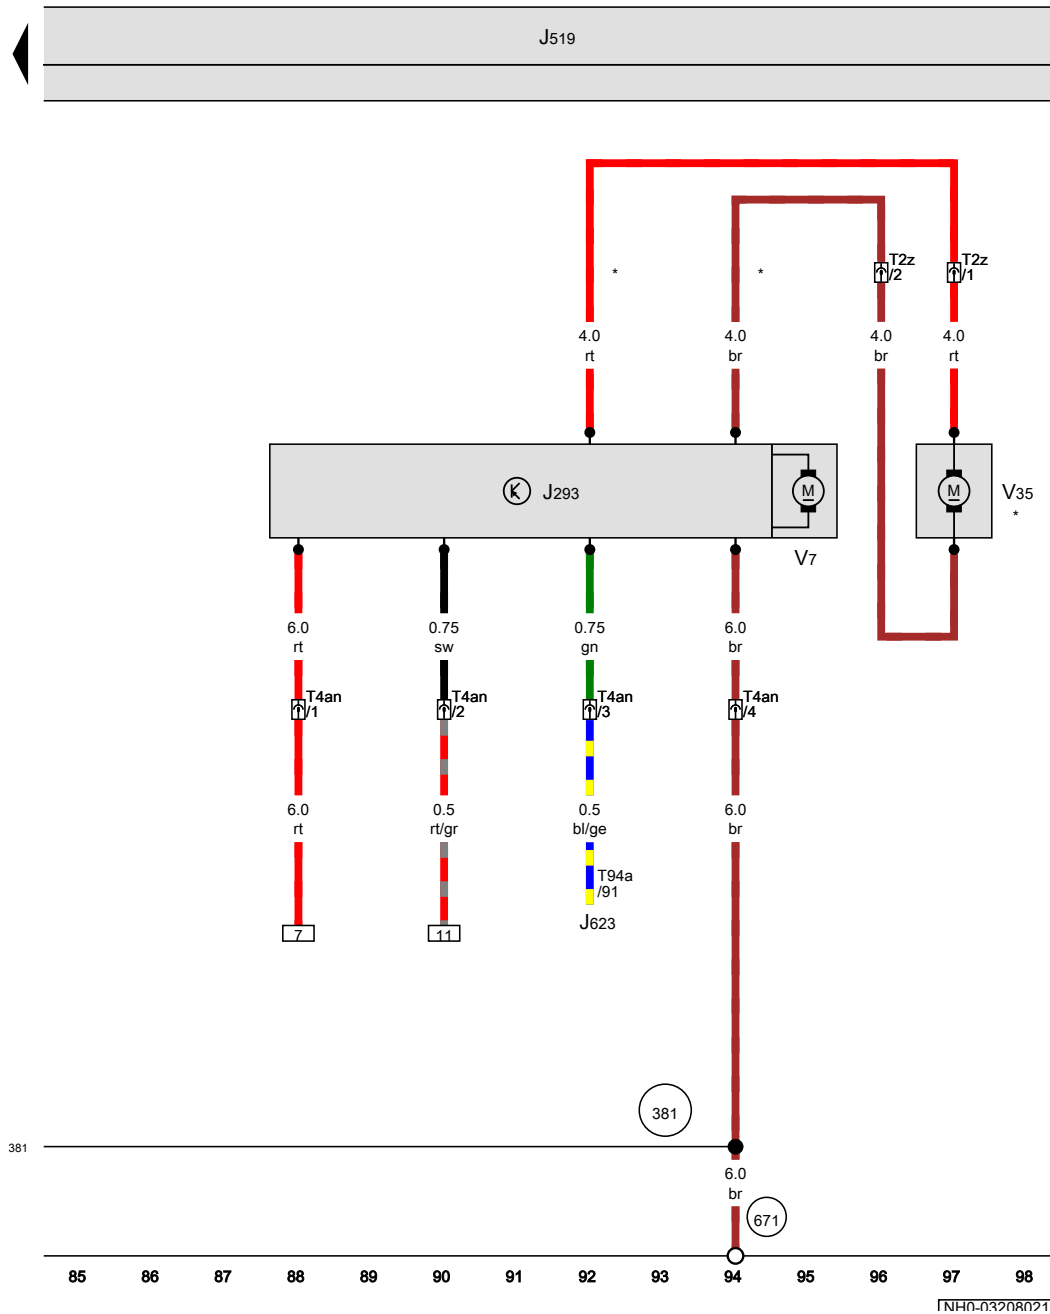 J519
T2z
/2
T2z
/1
*
*
4.0
rt
4.0
br
4.0
br
4.0
rt
J293
M
M
V35
*
V7
6.0
rt
0.75
sw
0.75
gn
6.0
br
T4an
/1
T4an
/2
T4an
/3
T4an
/4
6.0
rt
0.5
rt/gr
0.5
bl/ge
6.0
br
T94a
/91
7
11
J623
381
381
6.0
br
671
85 86 87 88 89 90 91 92 93 94 95 96 97 98
NH0-03208021